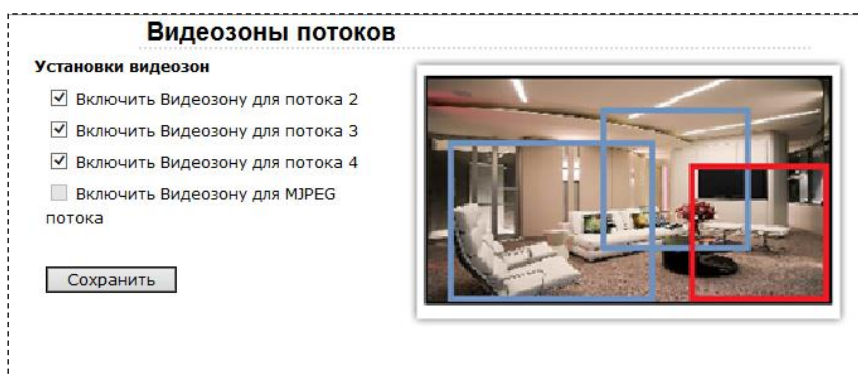 Видеозоны потоков
Установки видеозон
Включить Видеозону для потока 2
Включить Видеозону для потока 3
Включить Видеозону для потока 4
Включить Видеозону для MJPEG
потока
Сохранить